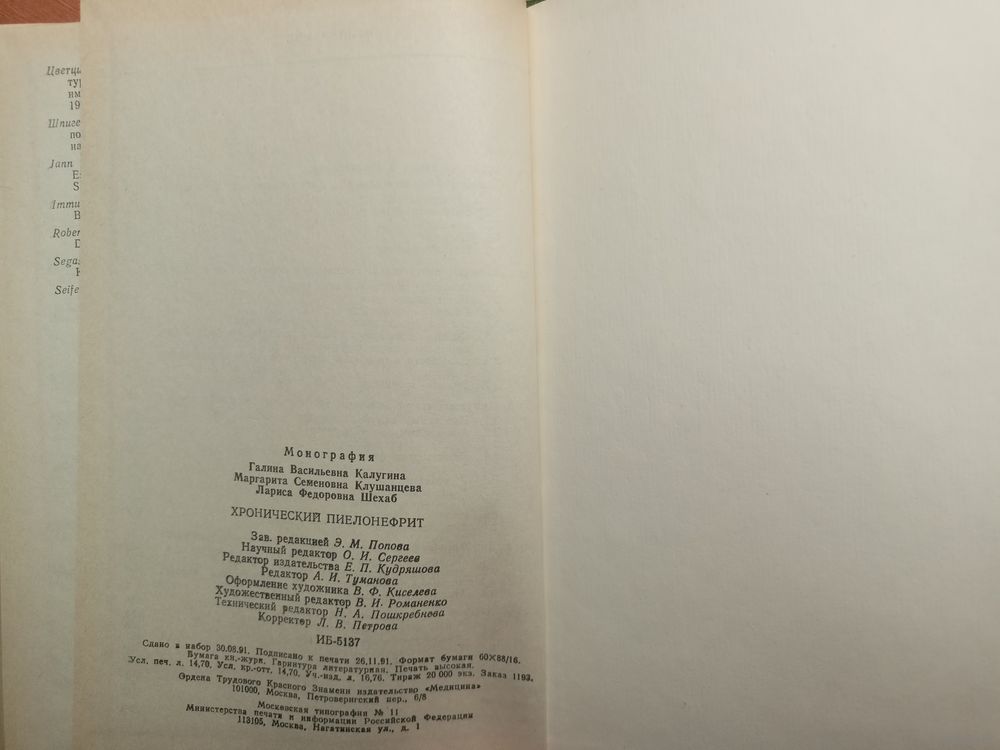 Цветц
ту
им
19
Шпиге
по
на
Jann
E
S
Immu
B
Rober
D
Sega
Seife
Монография
Галина Васильевна Калугина
Маргарита Семеновна Клушанцева
Лариса Федоровна Шехаб
ХРОНИЧЕСКИЙ ПИЕЛОНЕФРИТ
Зав. редакцией Э. М. Попова
Научный редактор О. И. Сергеев
Редактор издательства Е. П. Кудряшова
Редактор А. И. Туманова
Оформление художника В. Ф. Киселева
Художественный редактор В. И. Романенко
Технический редактор Н. А. Пошкребнева
Корректор Л. В. Петрова
ИБ-5137
Сдано в набор 30.08.91. Подписано к печати 26.11.91. Формат бумаги 60×88/16.
Бумага кн.-журн. Гарнитура литературная. Печать высокая.
Усл. печ. л. 14,70. Усл. кр.-отт. 14,70. Уч.-изд. л. 16,76. Тираж 20 000 экз. Заказ 1193.
Ордена Трудового Красного Знамени издательство «Медицина»
101000, Москва, Петроверигский пер., 6/8
Московская типография № 11
Министерства печати и информации Российской Федерации
113105, Москва, Нагатинская ул., д. 1